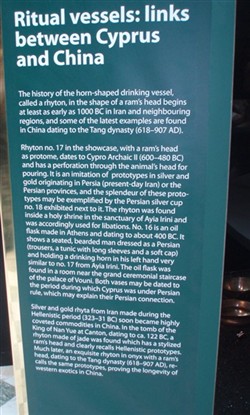 Ritual vessels: links
between Cyprus
and China
The history of the horn-shaped drinking vessel,
called a rhyton, in the shape of a ram's head begins
at least as early as 1000 BC in Iran and neighbouring
regions, and some of the latest examples are found
in China dating to the Tang dynasty (618–907 AD).
Rhyton no. 17 in the showcase, with a ram's head
as protome, dates to Cypro Archaic II (600–480 BC)
and has a perforation through the animal's head for
pouring. It is an imitation of prototypes in silver and
gold originating in Persia (present-day Iran) or the
Persian provinces, and the splendeur of these proto-
types may be exemplified by the Persian silver cup
no. 18 exhibited next to it. The rhyton was found
inside a holy shrine in the sanctuary of Ayia Irini and
was accordingly used for libations. No. 16 is an oil
flask made in Athens and dating to about 400 BC. It
shows a seated, bearded man dressed as a Persian
(trousers, a tunic with long sleeves and a soft cap)
and holding a drinking horn in his left hand very
similar to no. 17 from Ayia Irini. The oil flask was
found in a room near the grand ceremonial staircase
of the palace of Vouni. Both vases may be dated to
the period during which Cyprus was under Persian
rule, which may explain their Persian connection.
Silver and gold rhyta from Iran made during the
Hellenistic period (323–31 BC) soon became highly
coveted commodities in China. In the tomb of the
King of Nan Yue at Canton, dating to ca. 122 BC, a
rhyton made of jade was found which has a stylized
ram's head and clearly recalls Hellenistic prototypes.
Much later, an exquisite rhyton in onyx with a ram's
head, dating to the Tang dynasty (618–907 AD), re-
calls the same prototypes, proving the longevity of
western exotics in China.